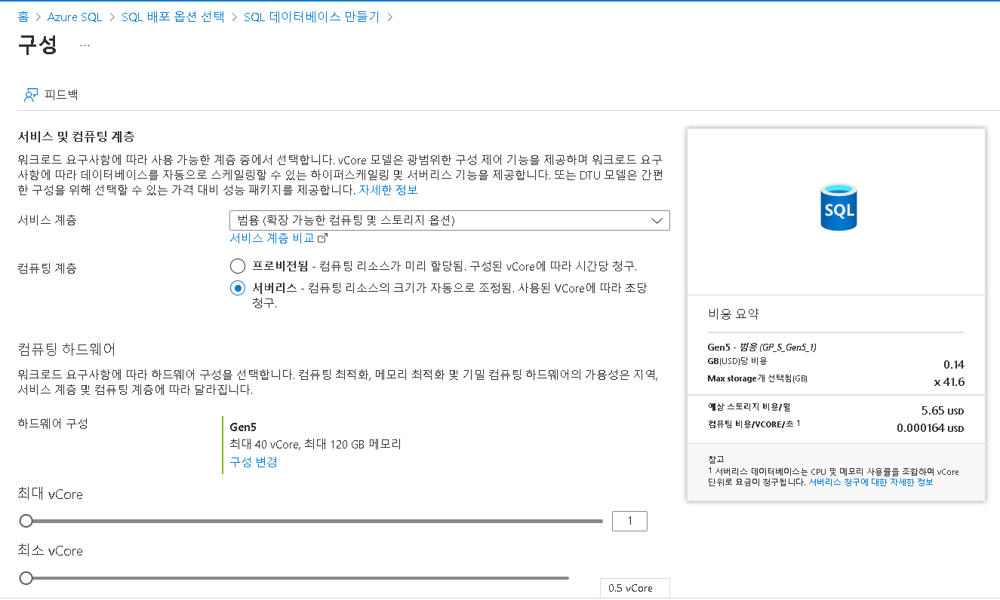 홈 > Azure SQL > SQL 배포 옵션 선택 > SQL 데이터베이스 만들기 >
구성 ...
피드백
서비스 및 컴퓨팅 계층
워크로드 요구사항에 따라 사용 가능한 계층 중에서 선택합니다. vCore 모델은 광범위한 구성 제어 기능을 제공하며 워크로드 요구
사항에 따라 데이터베이스를 자동으로 스케일링할 수 있는 하이퍼스케일링 및 서버리스 기능을 제공합니다. 또는 DTU 모델은 간편
한 구성을 위해 선택할 수 있는 가격 대비 성능 패키지를 제공합니다. 자세한 정보
서비스 계층
범용 (확장 가능한 컴퓨팅 및 스토리지 옵션)
서비스 계층 비교
컴퓨팅 계층
프로비전됨 - 컴퓨팅 리소스가 미리 할당됨. 구성된 vCore에 따라 시간당 청구.
서버리스 - 컴퓨팅 리소스의 크기가 자동으로 조정됨. 사용된 VCore에 따라 초당
청구.
컴퓨팅 하드웨어
워크로드 요구사항에 따라 하드웨어 구성을 선택합니다. 컴퓨팅 최적화, 메모리 최적화 및 기밀 컴퓨팅 하드웨어의 가용성은 지역,
서비스 계층 및 컴퓨팅 계층에 따라 달라집니다.
하드웨어 구성
Gen5
최대 40 vCore, 최대 120 GB 메모리
구성 변경
최대 vCore
1
최소 vCore
0.5 vCore
SQL
비용 요약
Gen5 - 범용 (GP_S_Gen5_1)
GB(USD)당 비용
0.14
Max storage개 선택됨(GB)
x 41.6
예상 스토리지 비용/월
5.65 USD
컴퓨팅 비용/VCORE/초 1
0.000164 USD
참고
1 서버리스 데이터베이스는 CPU 및 메모리 사용률을 조합하여 vCore
단위로 요금이 청구됩니다. 서버리스 청구에 대한 자세한 정보